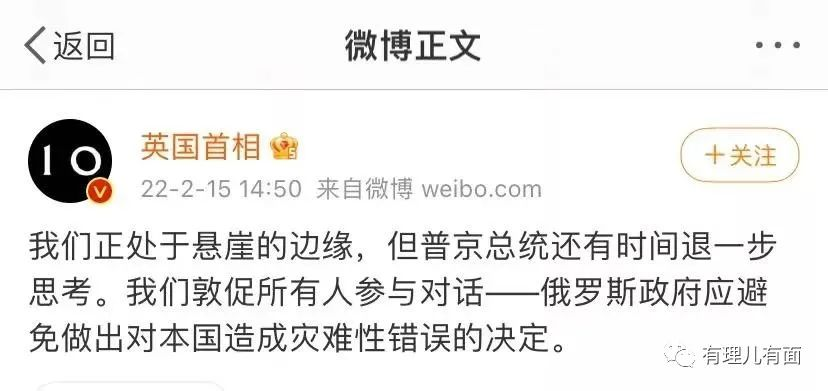 返回
微博正文
10
英国首相
+关注
22-2-15 14:50 来自微博 weibo.com
我们正处于悬崖的边缘，但普京总统还有时间退一步
思考。我们敦促所有人参与对话——俄罗斯政府应避
免做出对本国造成灾难性错误的决定。
有理儿有面